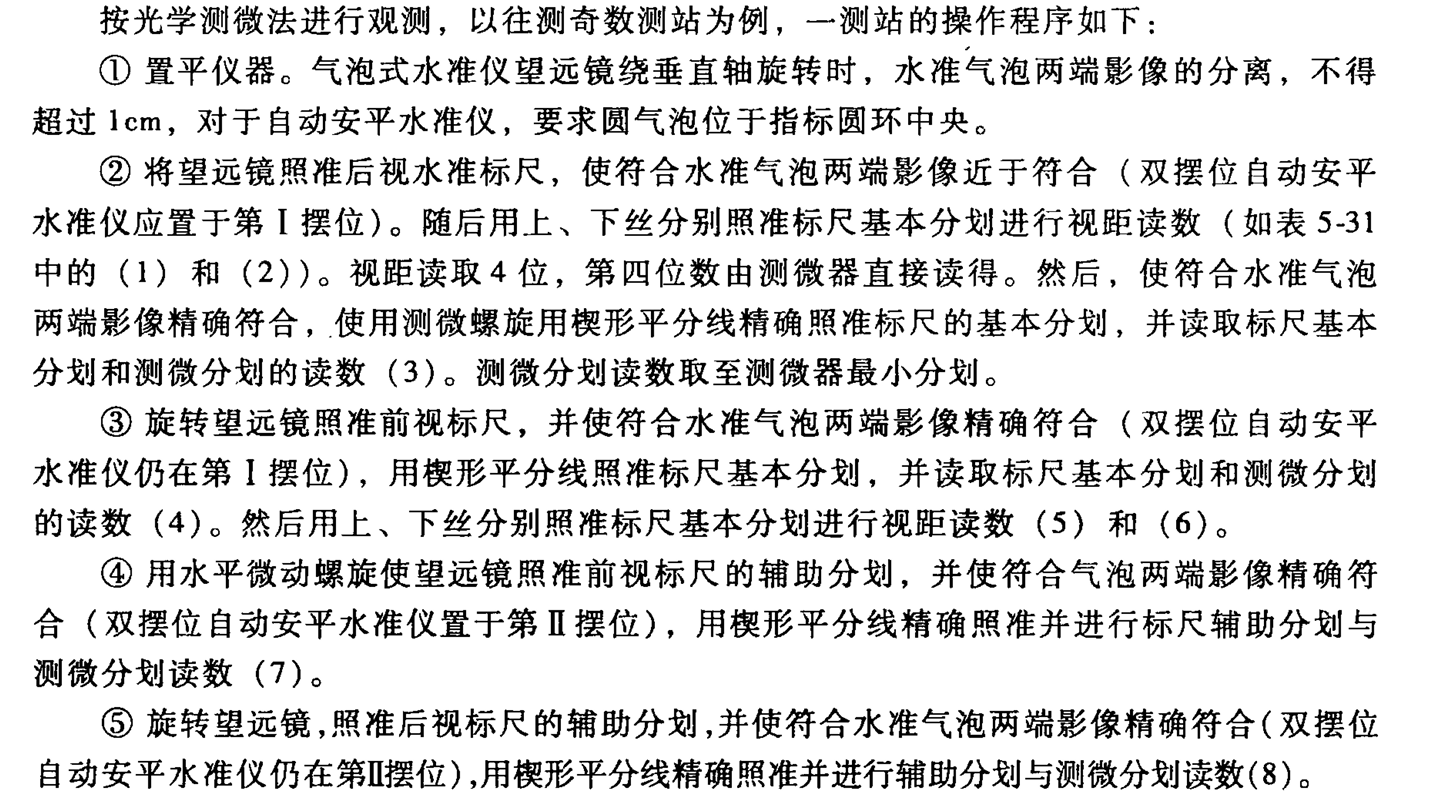 按光学测微法进行观测，以往测奇数测站为例，一测站的操作程序如下：
① 置平仪器。气泡式水准仪望远镜绕垂直轴旋转时，水准气泡两端影像的分离，不得
超过 1cm，对于自动安平水准仪，要求圆气泡位于指标圆环中央。
② 将望远镜照准后视水准标尺，使符合水准气泡两端影像近于符合（双摆位自动安平
水准仪应置于第Ⅰ摆位）。随后用上、下丝分别照准标尺基本分划进行视距读数（如表 5-31
中的（1）和（2））。视距读取 4 位，第四位数由测微器直接读得。然后，使符合水准气泡
两端影像精确符合，使用测微螺旋用楔形平分线精确照准标尺的基本分划，并读取标尺基本
分划和测微分划的读数（3）。测微分划读数取至测微器最小分划。
③ 旋转望远镜照准前视标尺，并使符合水准气泡两端影像精确符合（双摆位自动安平
水准仪仍在第Ⅰ摆位），用楔形平分线照准标尺基本分划，并读取标尺基本分划和测微分划
的读数（4）。然后用上、下丝分别照准标尺基本分划进行视距读数（5）和（6）。
④ 用水平微动螺旋使望远镜照准前视标尺的辅助分划，并使符合气泡两端影像精确符
合（双摆位自动安平水准仪置于第Ⅱ摆位），用楔形平分线精确照准并进行标尺辅助分划与
测微分划读数（7）。
⑤ 旋转望远镜,照准后视标尺的辅助分划,并使符合水准气泡两端影像精确符合(双摆位
自动安平水准仪仍在第Ⅱ摆位),用楔形平分线精确照准并进行辅助分划与测微分划读数(8)。